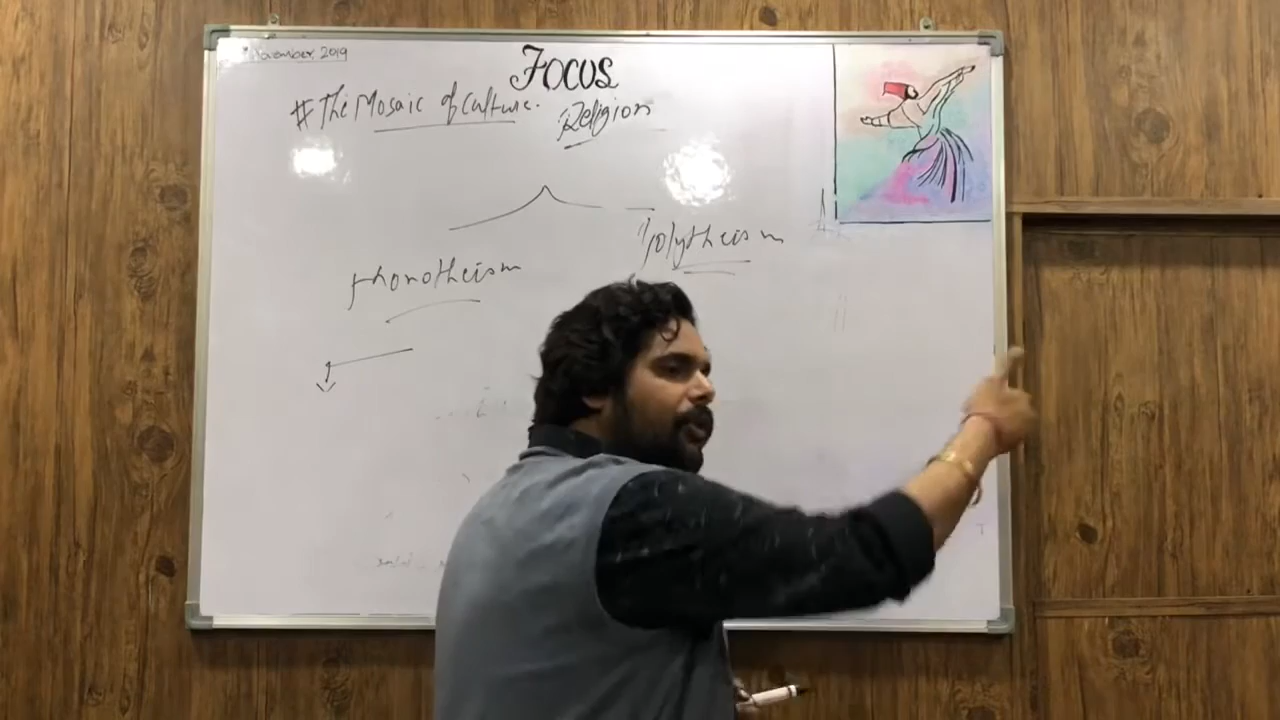 November, 2019
FOCUS
# The Mosaic of Culture.
Religion
Polytheism
Monotheism